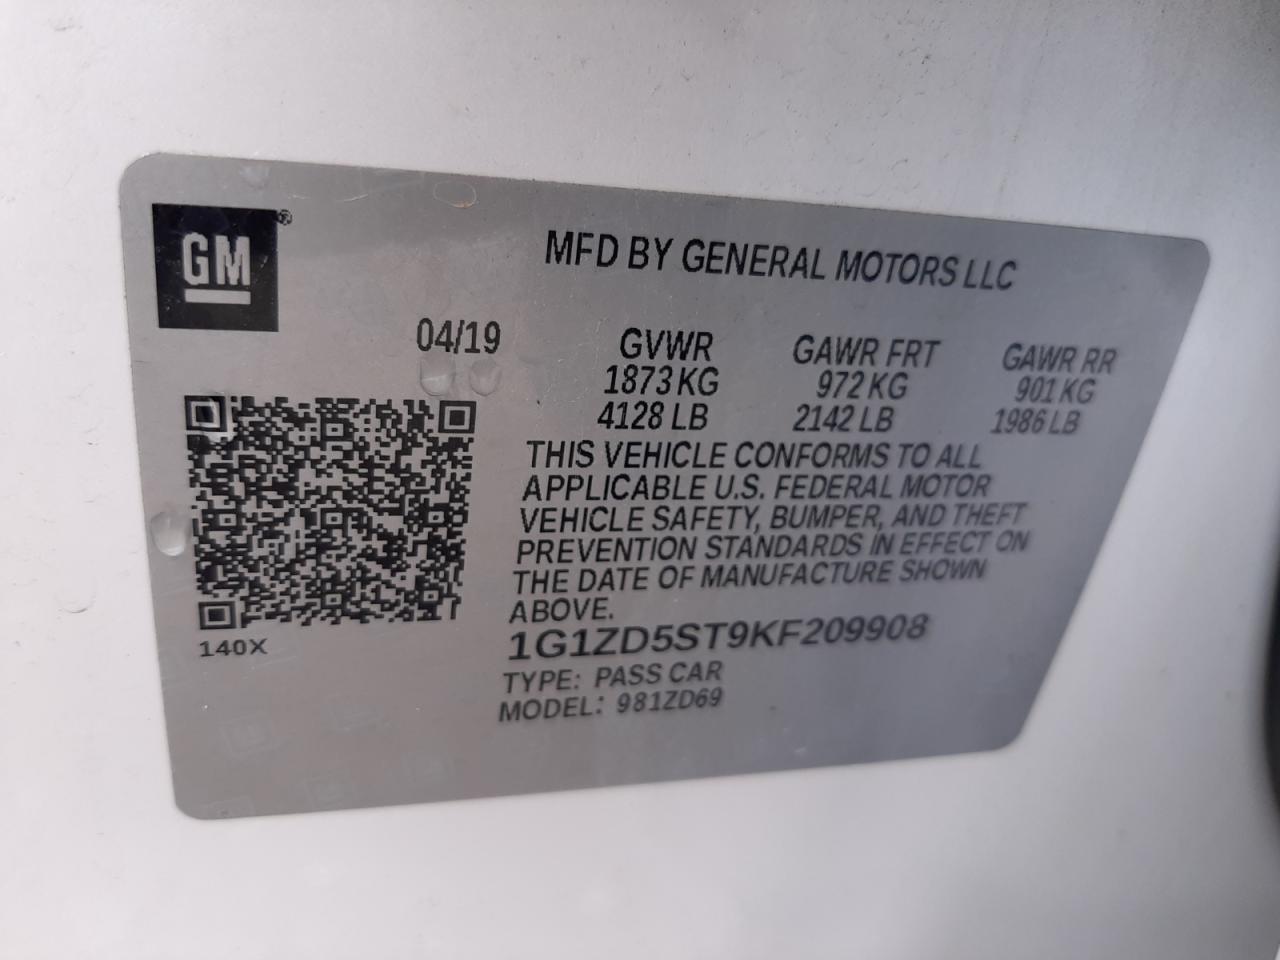 GM®
MFD BY GENERAL MOTORS LLC
04/19
GVWR GAWR FRT GAWR RR
1873 KG 972 KG 901 KG
4128 LB 2142 LB 1986 LB
THIS VEHICLE CONFORMS TO ALL
APPLICABLE U.S. FEDERAL MOTOR
VEHICLE SAFETY, BUMPER, AND THEFT
PREVENTION STANDARDS IN EFFECT ON
THE DATE OF MANUFACTURE SHOWN
ABOVE.
1G1ZD5ST9KF209908
TYPE: PASS CAR
MODEL: 981ZD69
140X